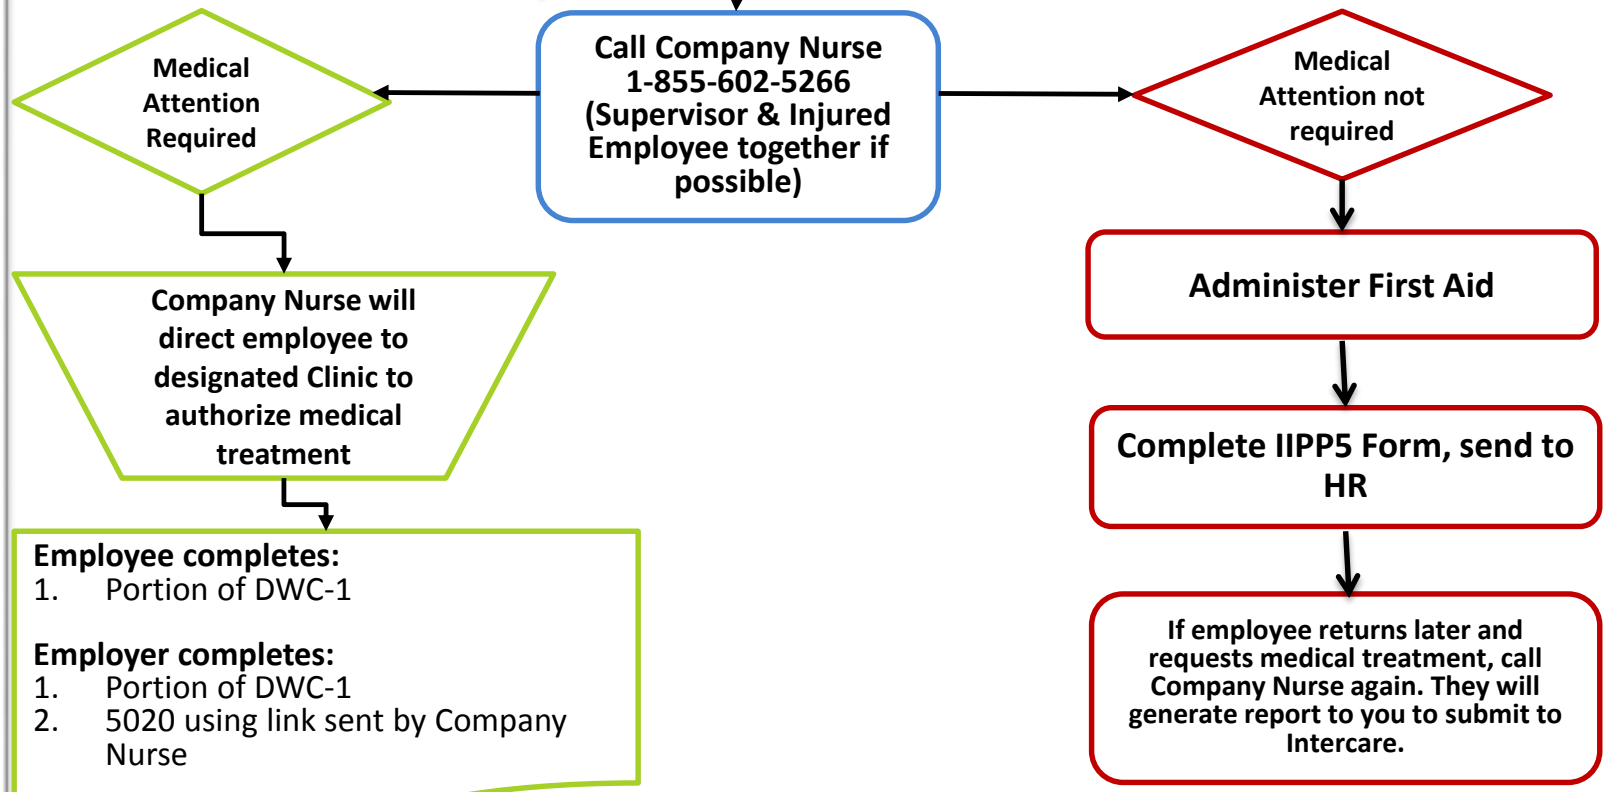 Medical
Attention
Required
Call Company Nurse
1-855-602-5266
(Supervisor & Injured
Employee together if
possible)
Medical
Attention not
required
Company Nurse will
direct employee to
designated Clinic to
authorize medical
treatment
Administer First Aid
Complete IIPP5 Form, send to
HR
Employee completes:
1. Portion of DWC-1
Employer completes:
1. Portion of DWC-1
2. 5020 using link sent by Company
Nurse
If employee returns later and
requests medical treatment, call
Company Nurse again. They will
generate report to you to submit to
Intercare.